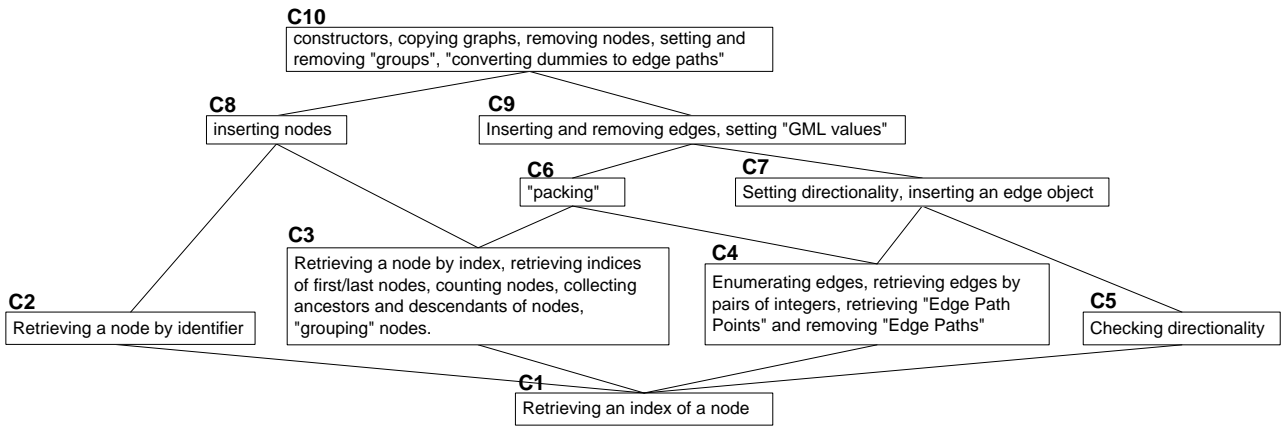 C10
constructors, copying graphs, removing nodes, setting and
removing "groups", "converting dummies to edge paths"
C8
inserting nodes
C9
Inserting and removing edges, setting "GML values"
C6
"packing"
C7
Setting directionality, inserting an edge object
C3
Retrieving a node by index, retrieving indices
of first/last nodes, counting nodes, collecting
ancestors and descendants of nodes,
"grouping" nodes.
C4
Enumerating edges, retrieving edges by
pairs of integers, retrieving "Edge Path
Points" and removing "Edge Paths"
C2
Retrieving a node by identifier
C5
Checking directionality
C1
Retrieving an index of a node